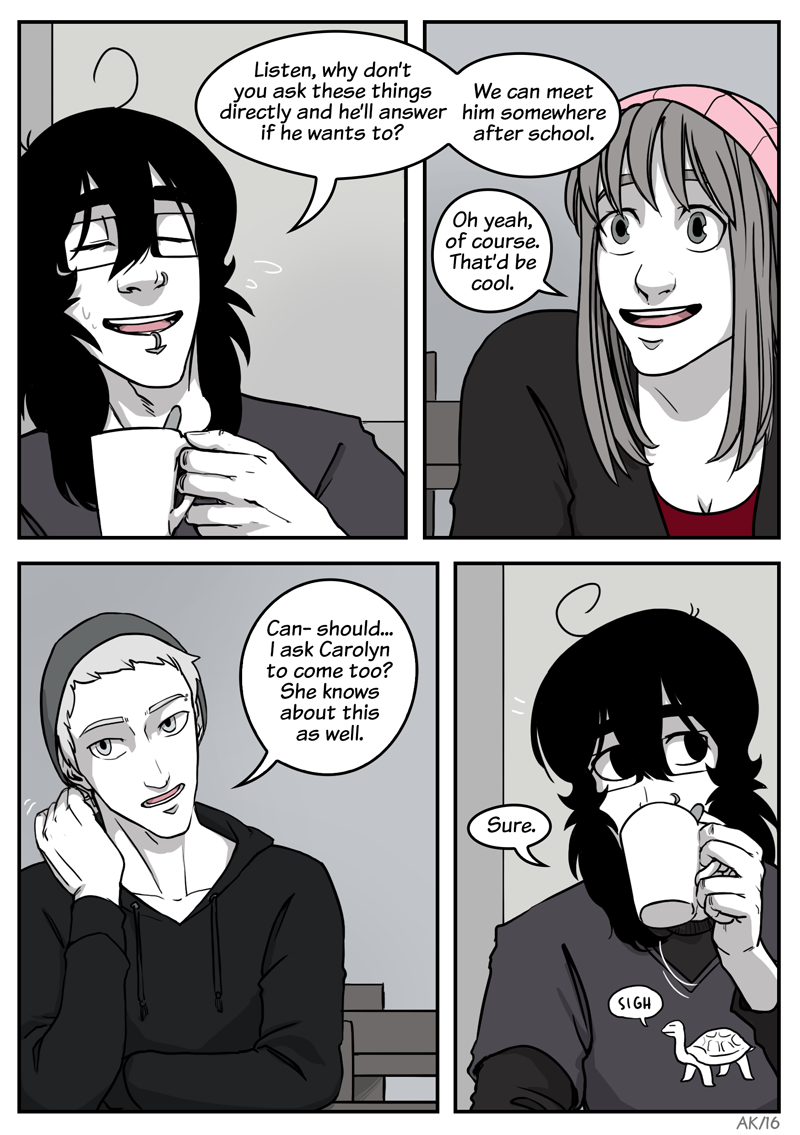 Listen, why don't
you ask these things
directly and he'll answer
if he wants to?
We can meet
him somewhere
after school.
Oh yeah,
of course.
That'd be
cool.
Can- should...
I ask Carolyn
to come too?
She knows
about this
as well.
Sure.
SIGH
AK/16